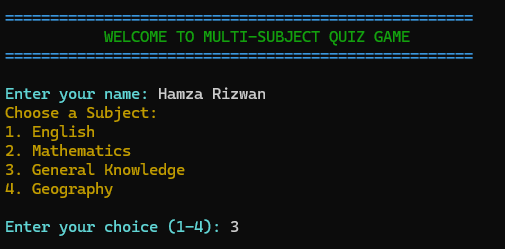 ====================================================
WELCOME TO MULTI-SUBJECT QUIZ GAME
====================================================
Enter your name: Hamza Rizwan
Choose a Subject:
1. English
2. Mathematics
3. General Knowledge
4. Geography
Enter your choice (1-4): 3